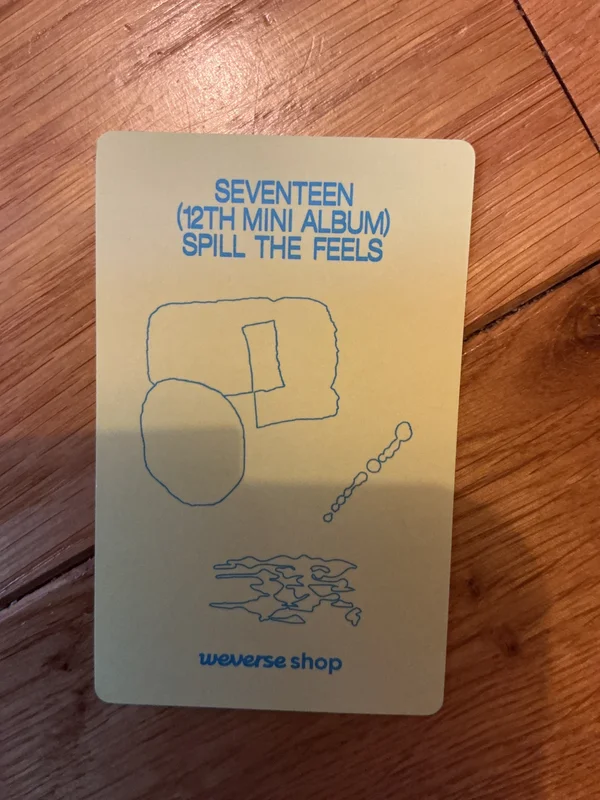 SEVENTEEN
(12TH MINI ALBUM)
SPILL THE FEELS
weverse shop